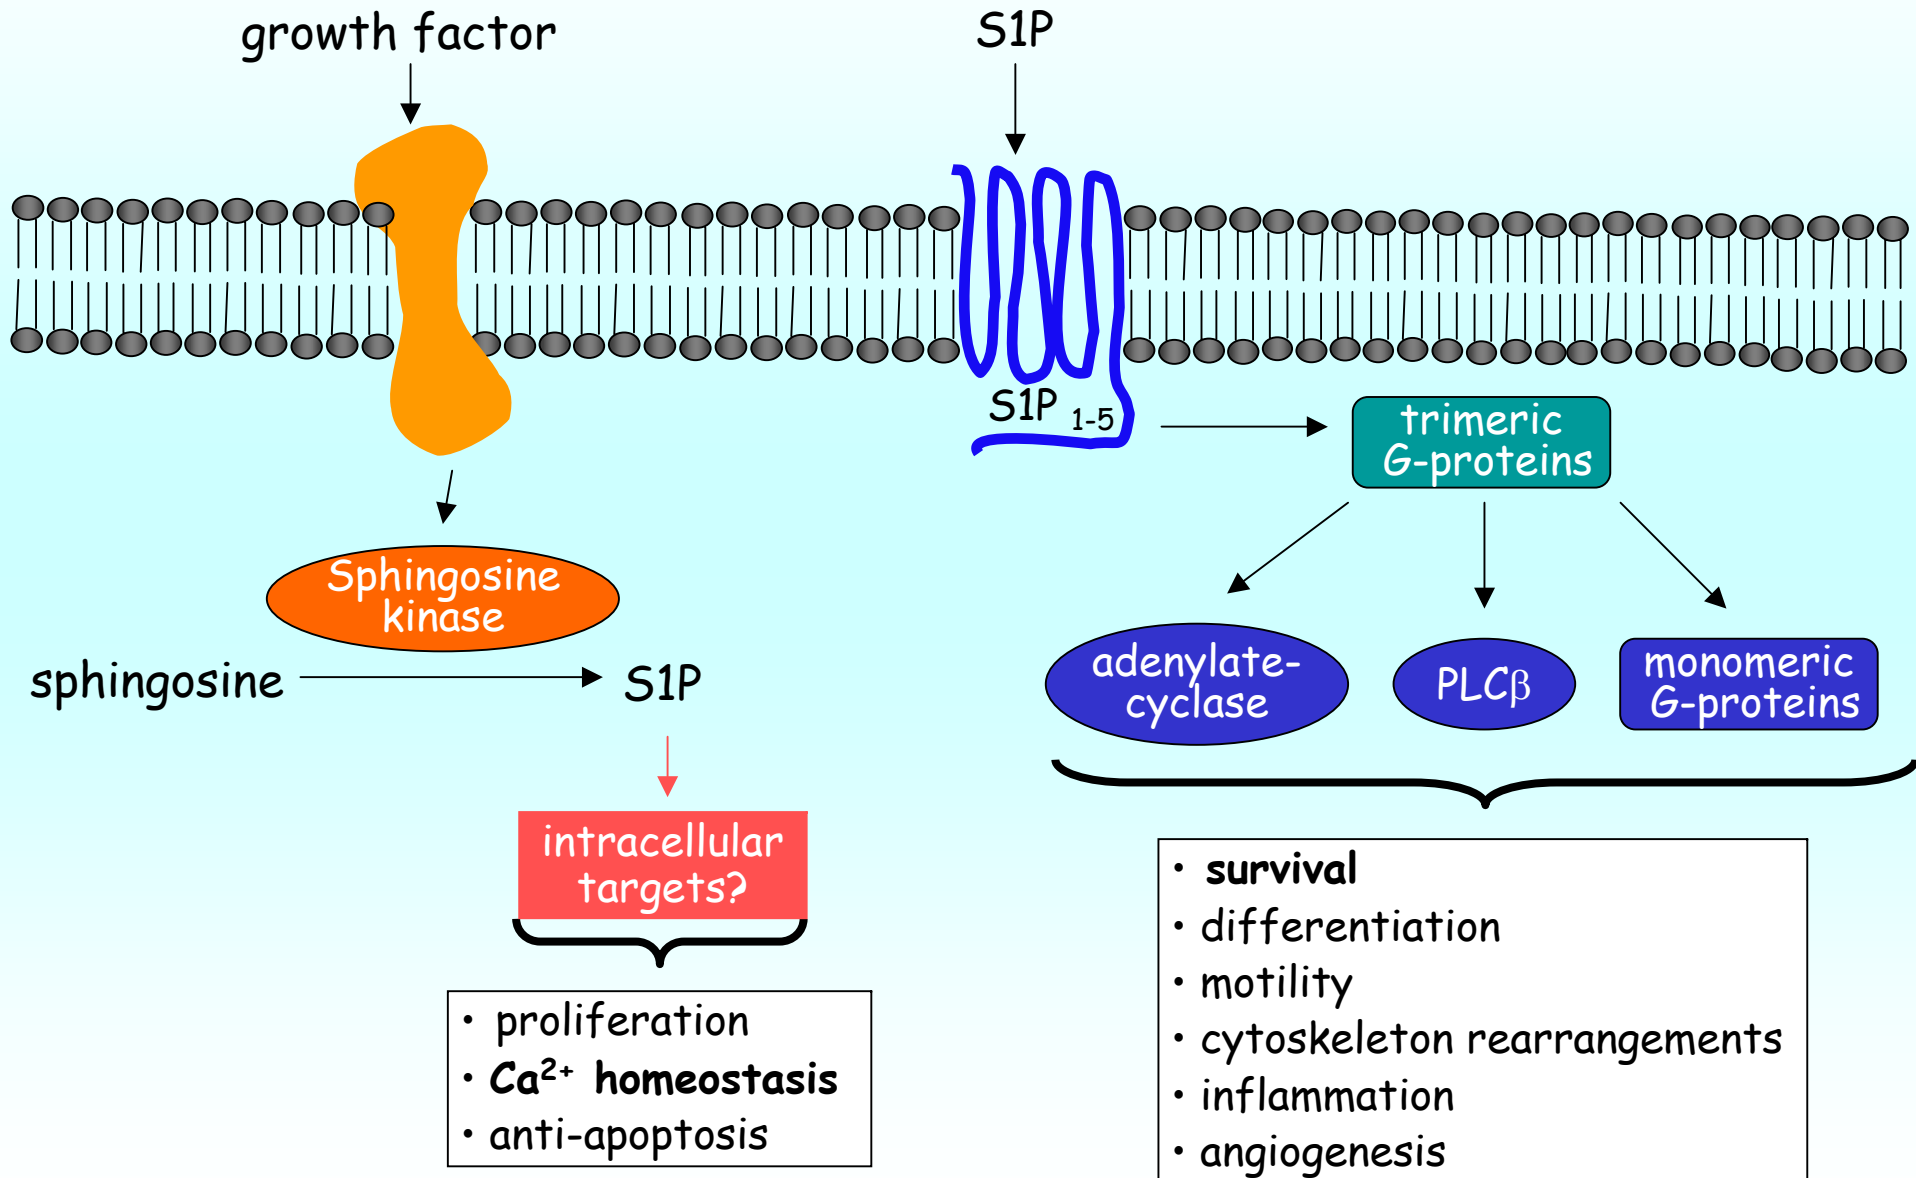 growth factor
S1P
S1P 1-5
trimeric
G-proteins
Sphingosine
kinase
sphingosine
S1P
adenylate-
cyclase
PLCβ
monomeric
G-proteins
intracellular
targets?
• proliferation
• Ca²⁺ homeostasis
• anti-apoptosis
• survival
• differentiation
• motility
• cytoskeleton rearrangements
• inflammation
• angiogenesis